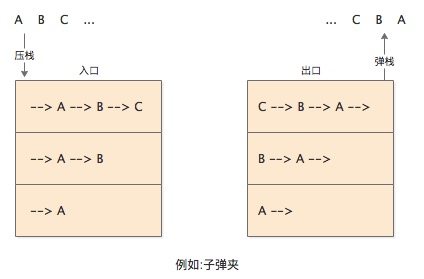 A B C ...
... C B A
压栈
弹栈
入口
出口
--> A --> B --> C
C --> B --> A -->
--> A --> B
B --> A -->
--> A
A -->
例如:子弹夹